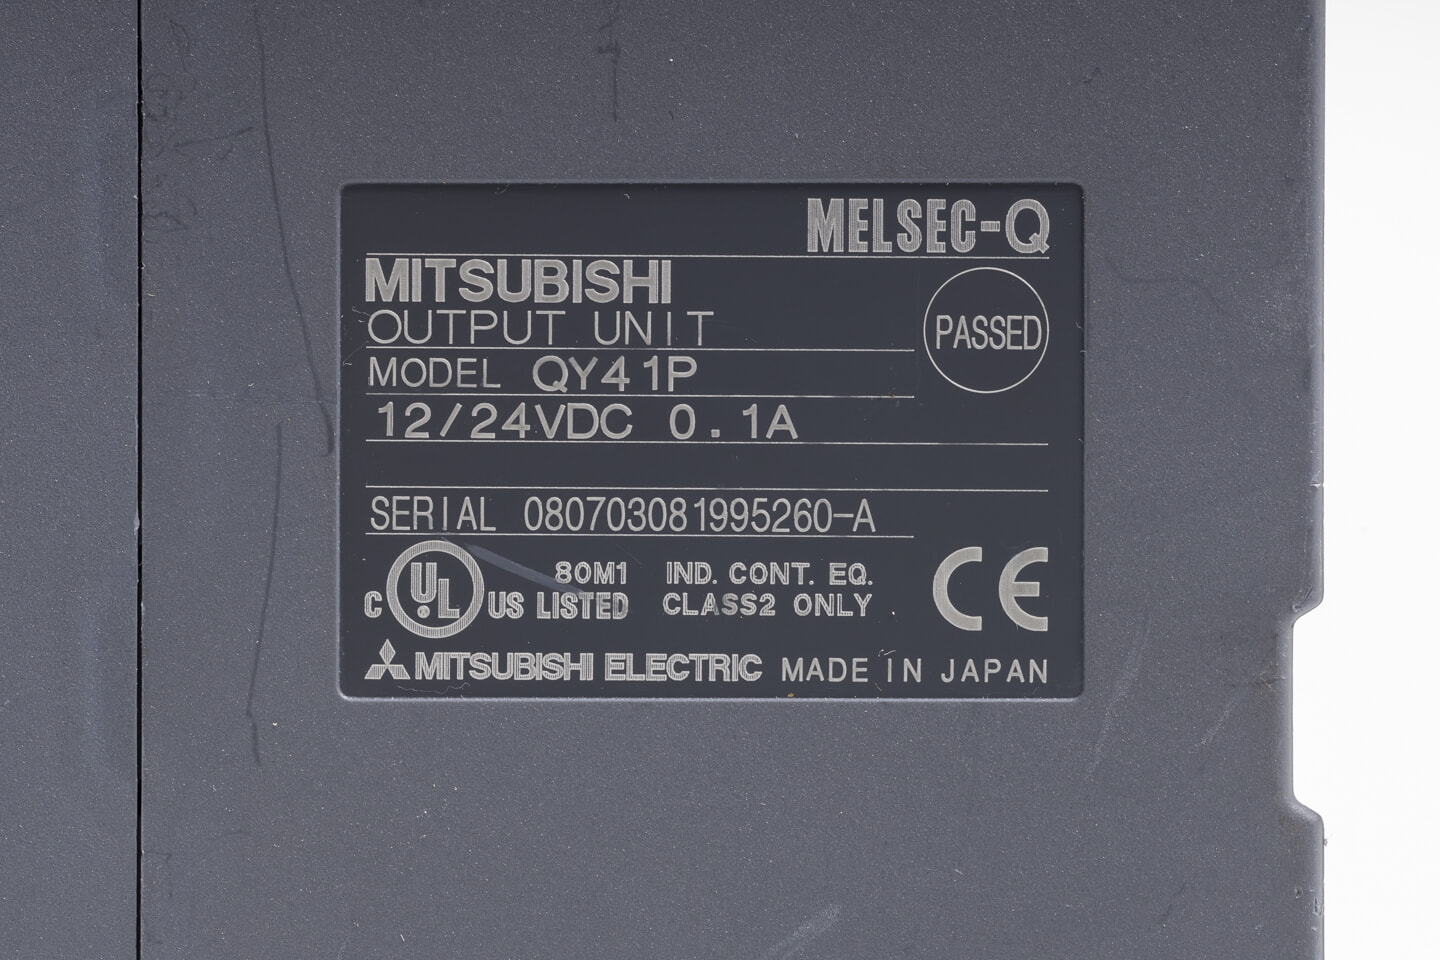 MELSEC-Q
MITSUBISHI
OUTPUT UNIT
PASSED
MODEL QY41P
12/24VDC 0.1A
SERIAL 080703081995260-A
C UL US LISTED 80M1 IND. CONT. EQ.
CLASS2 ONLY
CE
MITSUBISHI ELECTRIC MADE IN JAPAN